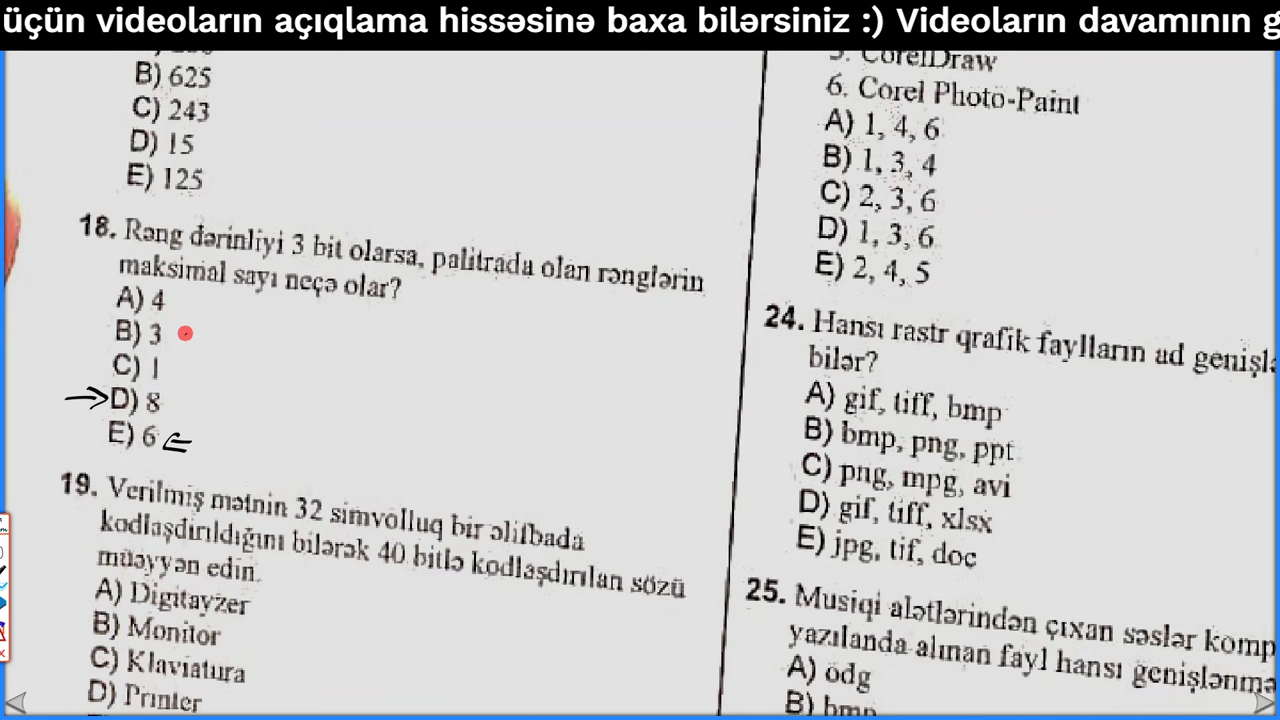 üçün videoların açıqlama hissəsinə baxa bilərsiniz :) Videoların davamının g
B) 625
C) 243
D) 15
E) 125
18. Rəng dərinliyi 3 bit olarsa, palitrada olan rənglərin
maksimal sayı neçə olar?
A) 4
B) 3
C) 1
D) 8
E) 6
19. Verilmiş mətnin 32 simvolluq bir əlifbada
kodlaşdırıldığını bilərək 40 bitlə kodlaşdırılan sözü
müəyyən edin.
A) Digitayzer
B) Monitor
C) Klaviatura
D) Printer
5. CorelDraw
6. Corel Photo-Paint
A) 1, 4, 6
B) 1, 3, 4
C) 2, 3, 6
D) 1, 3, 6
E) 2, 4, 5
24. Hansı rastr qrafik faylların ad genişlə
bilər?
A) gif, tiff, bmp
B) bmp, png, ppt
C) png, mpg, avi
D) gif, tiff, xlsx
E) jpg, tif, doc
25. Musiqi alətlərindən çıxan səslər komp
yazılanda alınan fayl hansı genişlənmə
A) odg
B) bmp